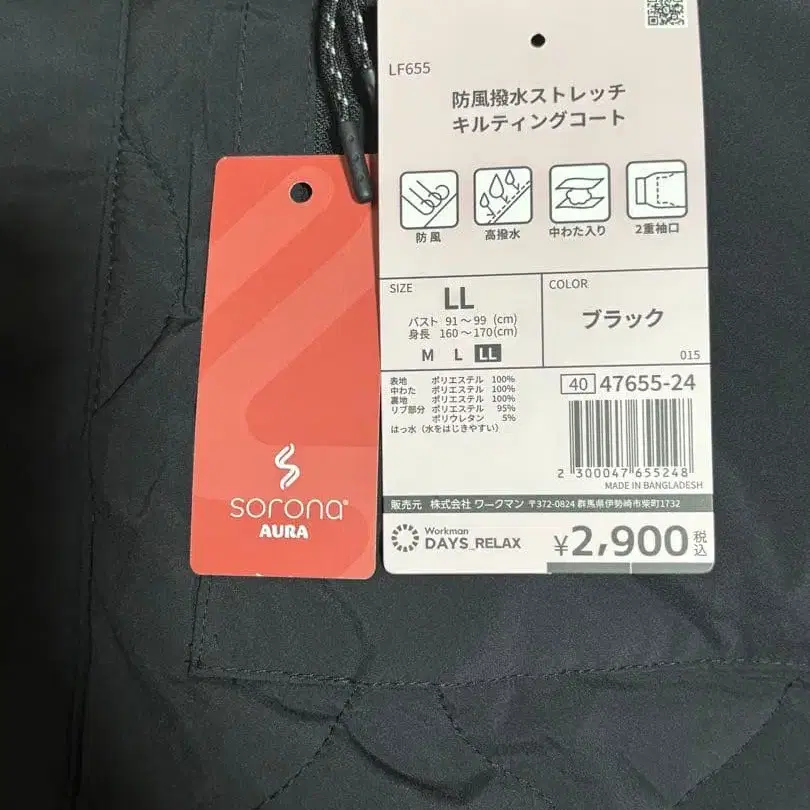 LF655
防風撥水ストレッチ
キルティングコート
防風 高撥水 中わた入り 2重袖口
SIZE
LL
バスト 91～99 (cm)
身長 160～170(cm)
M L LL
COLOR
ブラック
015
表地 ポリエステル 100%
中わた ポリエステル 100%
裏地 ポリエステル 100%
リブ部分 ポリエステル 95%
ポリウレタン 5%
はっ水（水をはじきやすい）
40 47655-24
2 300047 655248
MADE IN BANGLADESH
販売元 株式会社 ワークマン 〒372-0824 群馬県伊勢崎市柴町1732
Workman
DAYS_RELAX
¥2,900税込
sorona®
AURA